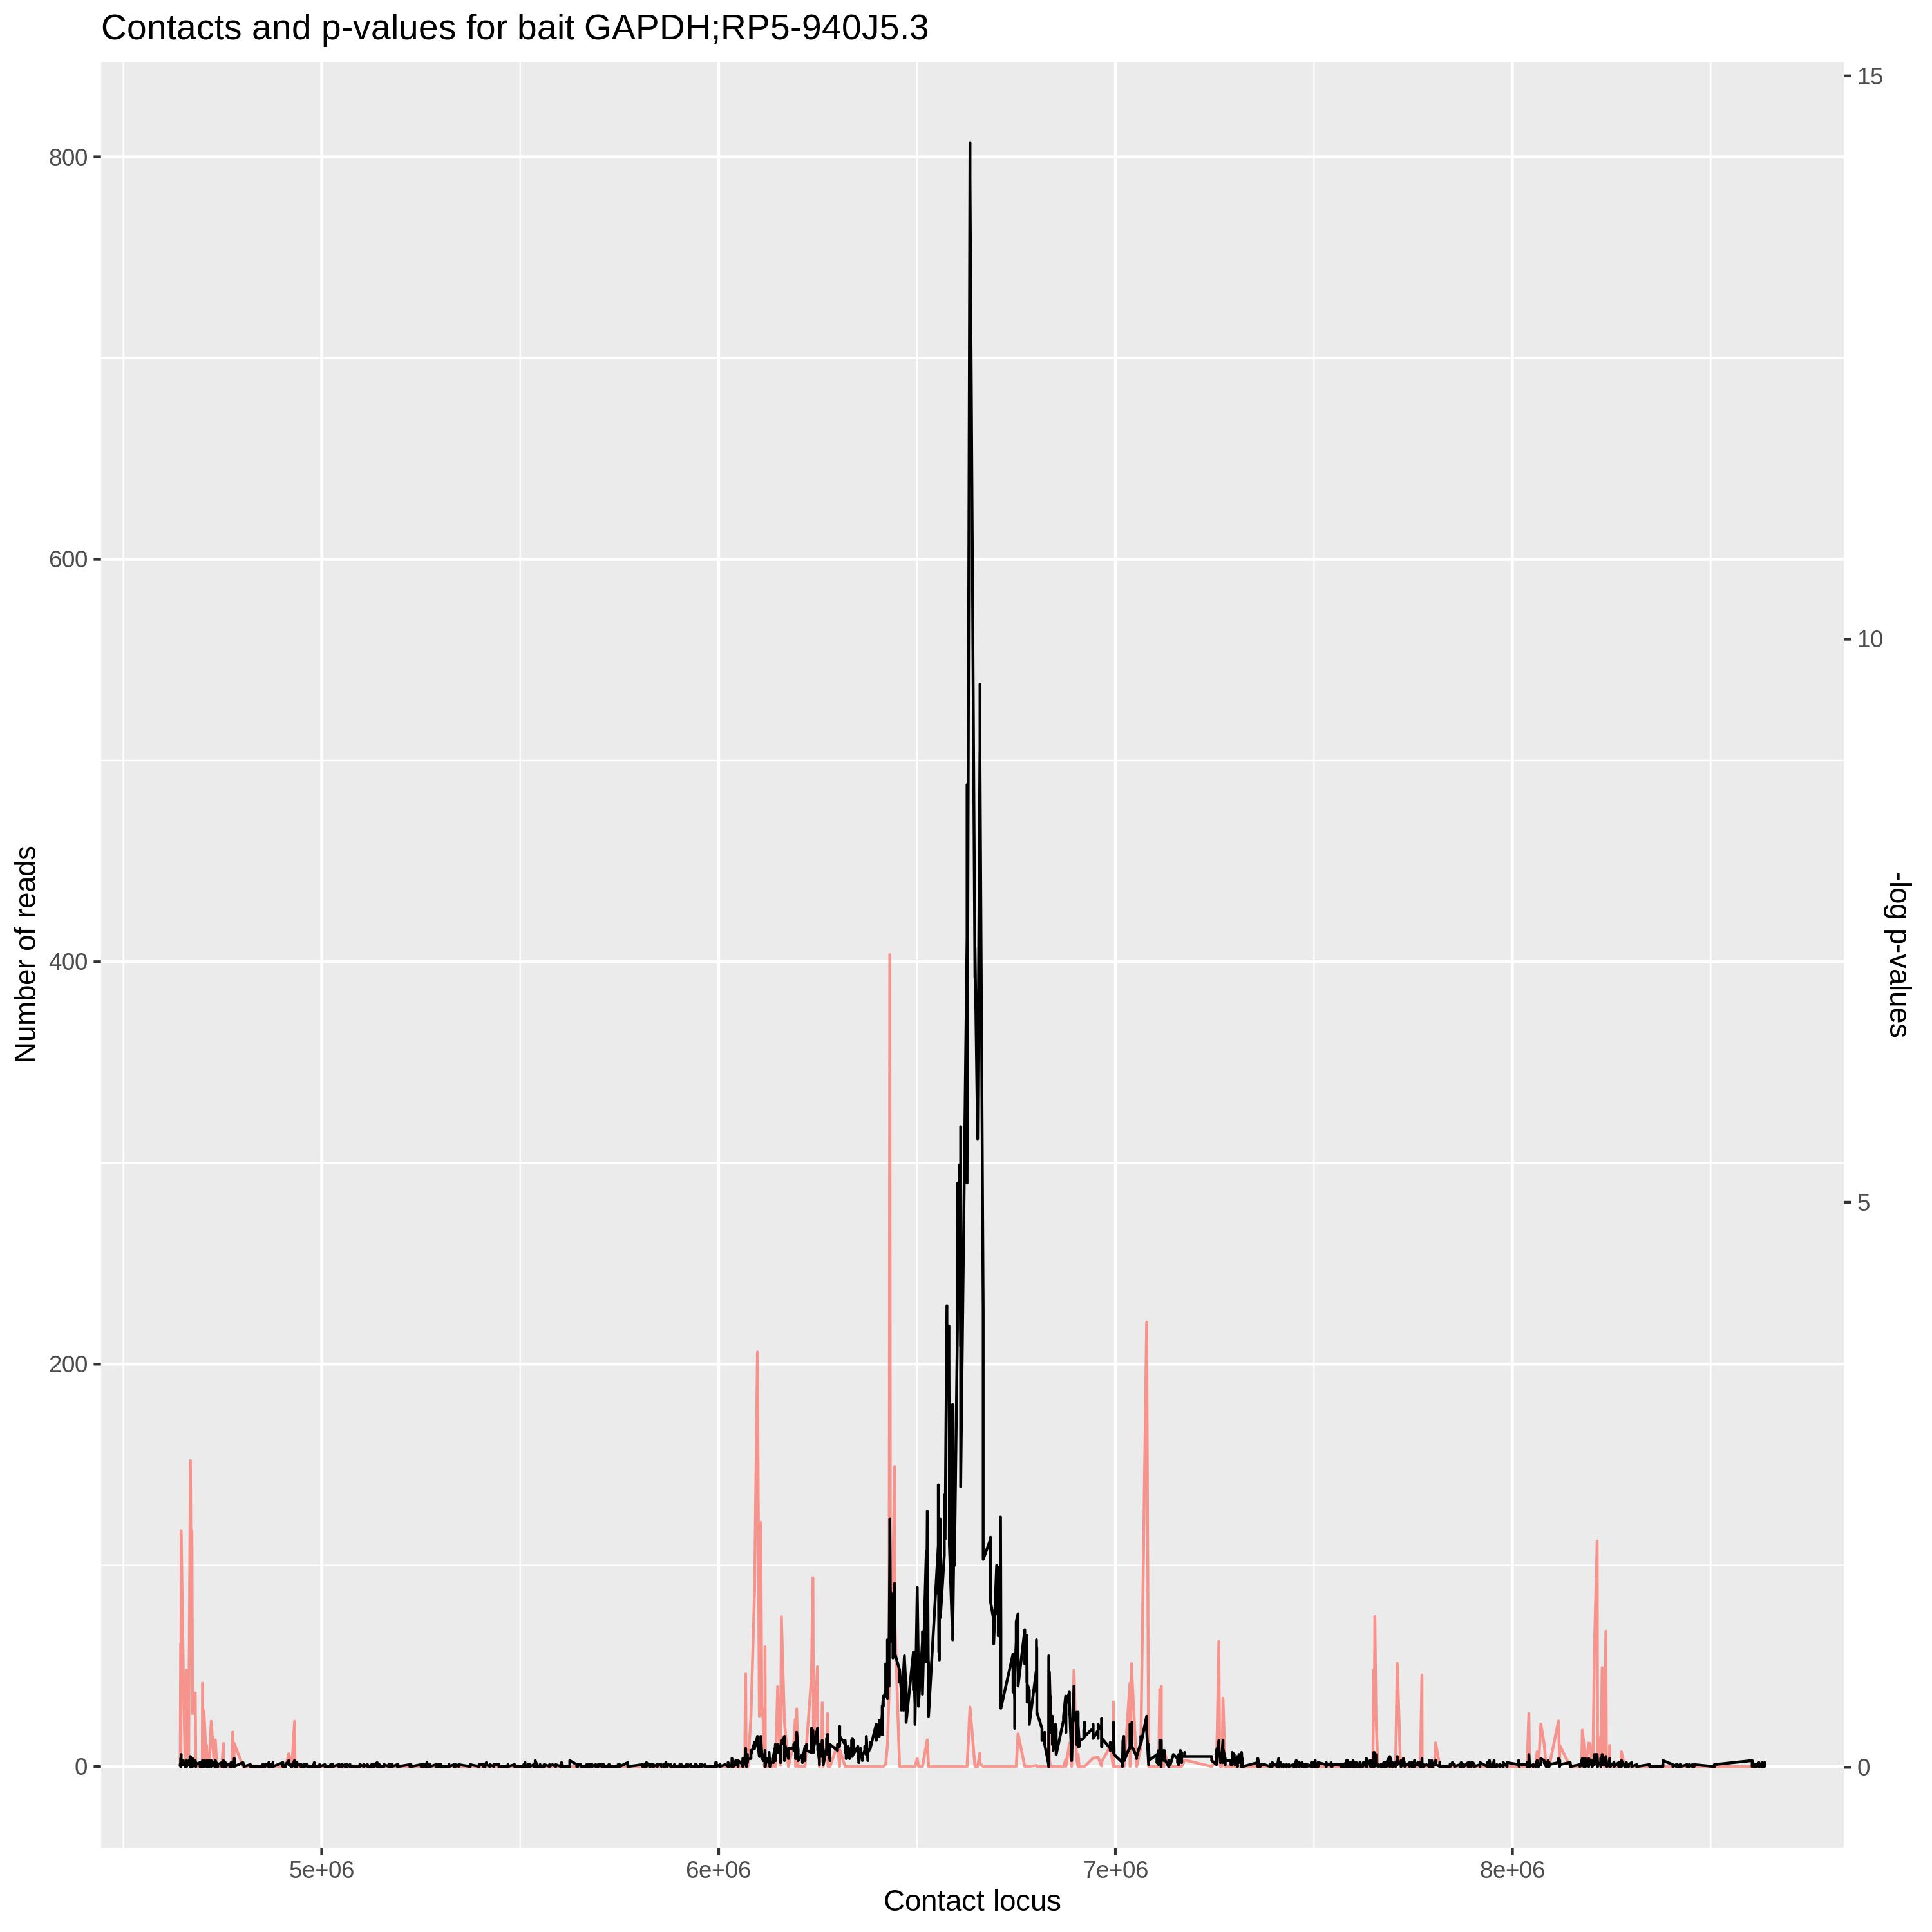 Contacts and p-values for bait GAPDH;RP5-940J5.3
15
800
10
600
Number of reads
-log p-values
400
5
200
0
0
5e+06
6e+06
7e+06
8e+06
Contact locus